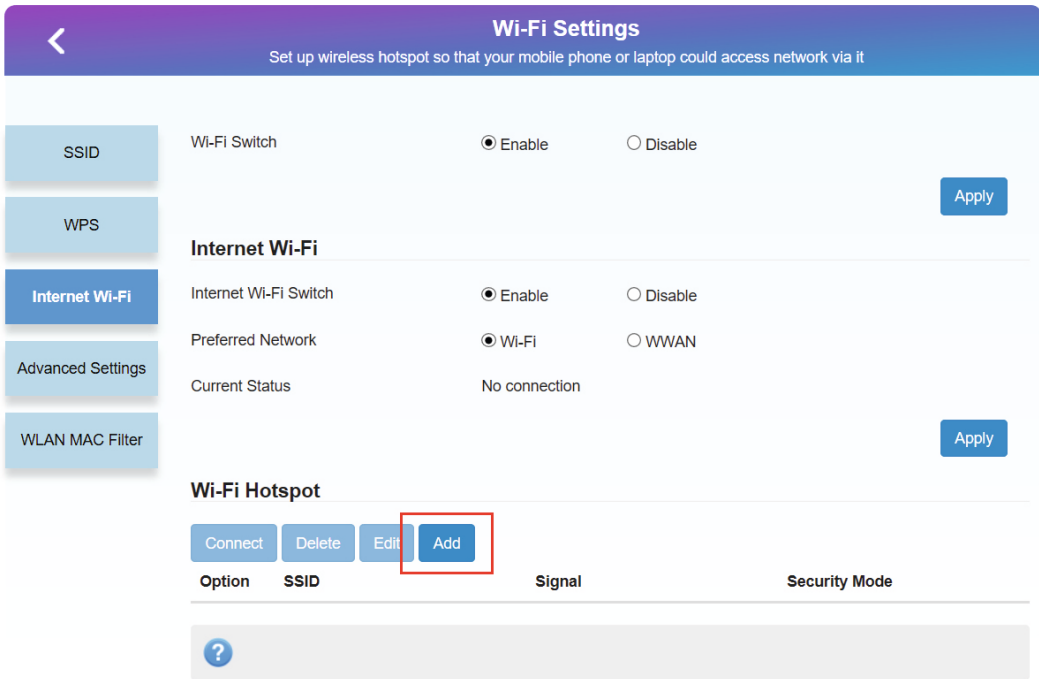 Wi-Fi Settings
Set up wireless hotspot so that your mobile phone or laptop could access network via it
SSID
WPS
Internet Wi-Fi
Advanced Settings
WLAN MAC Filter
Wi-Fi Switch Enable Disable
Apply
Internet Wi-Fi
Internet Wi-Fi Switch Enable Disable
Preferred Network Wi-Fi WWAN
Current Status No connection
Apply
Wi-Fi Hotspot
Connect Delete Edit Add
Option SSID Signal Security Mode
?